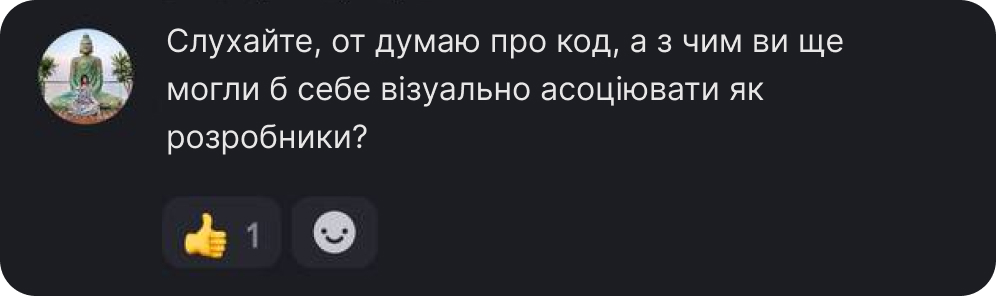 Слухайте, от думаю про код, а з чим ви ще
могли б себе візуально асоціювати як
розробники?
👍 1